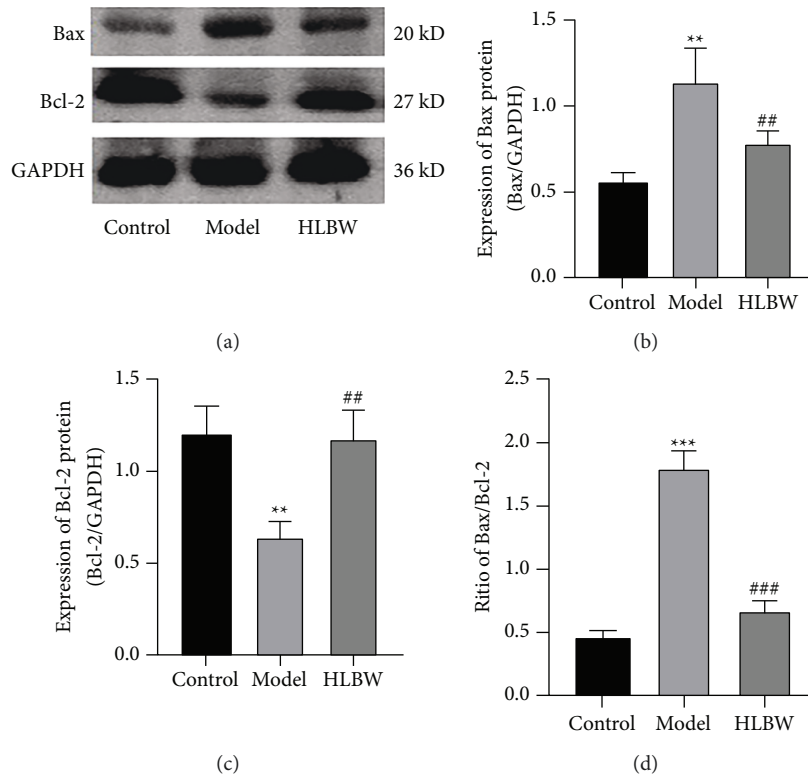 Bax
20 kD
Bcl-2
27 kD
GAPDH
36 kD
Control Model HLBW
(a)
Expression of Bax protein
(Bax/GAPDH)
1.5
1.0
0.5
0.0
**
##
Control Model HLBW
(b)
Expression of Bcl-2 protein
(Bcl-2/GAPDH)
1.5
1.0
0.5
0.0
**
##
Control Model HLBW
(c)
Ritio of Bax/Bcl-2
2.5
2.0
1.5
1.0
0.5
0.0
***
###
Control Model HLBW
(d)